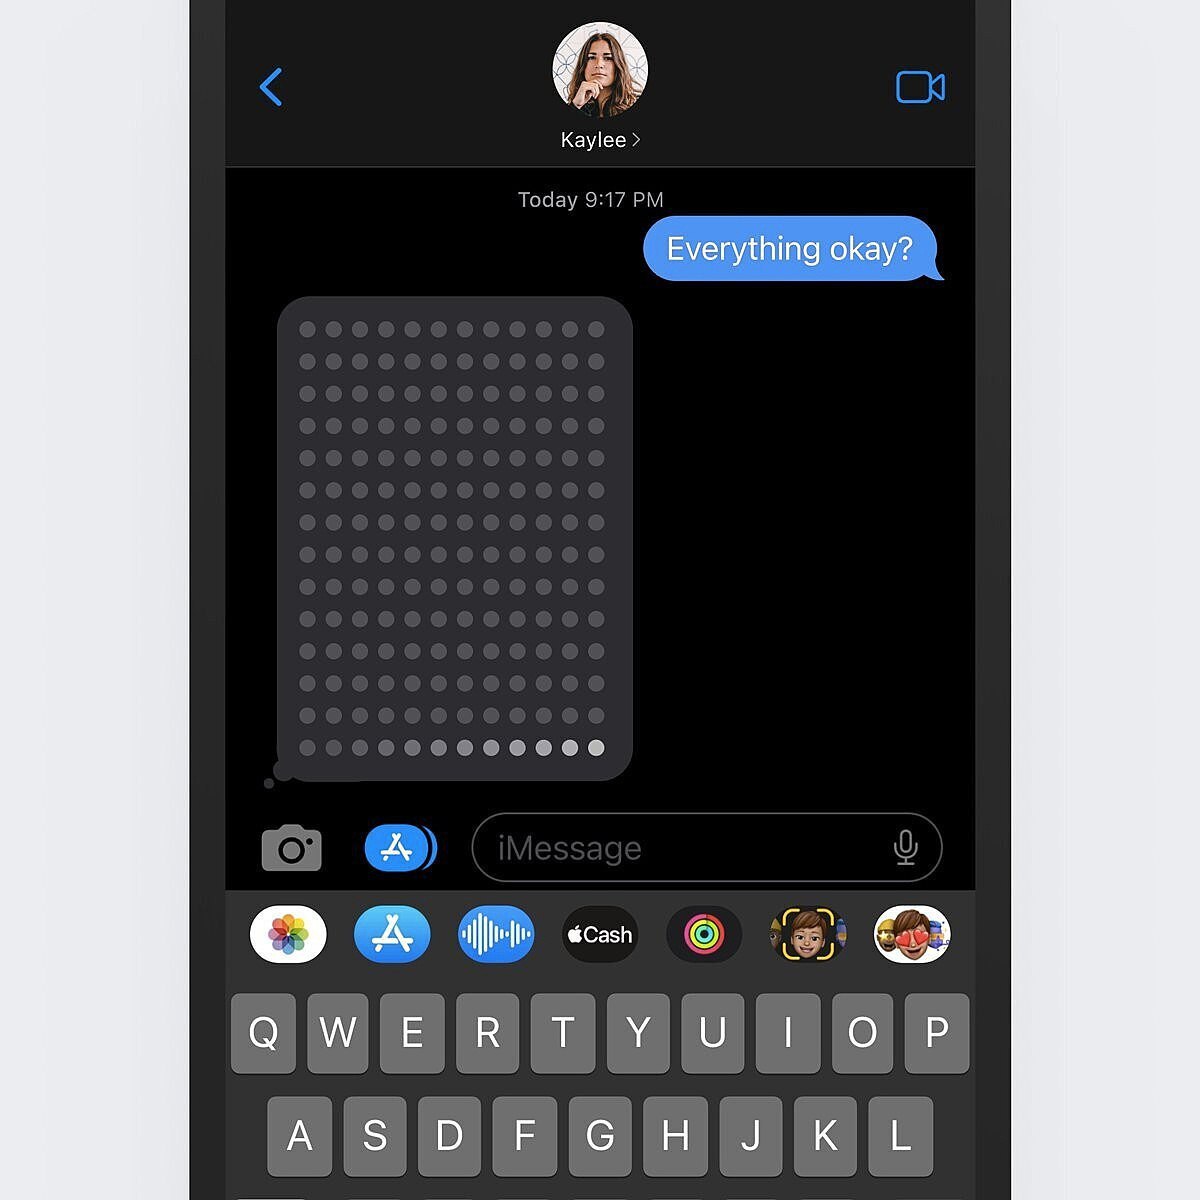 Kaylee
Today 9:17 PM
Everything okay?
iMessage
Cash
Q W E R T Y U I O P
A S D F G H J K L